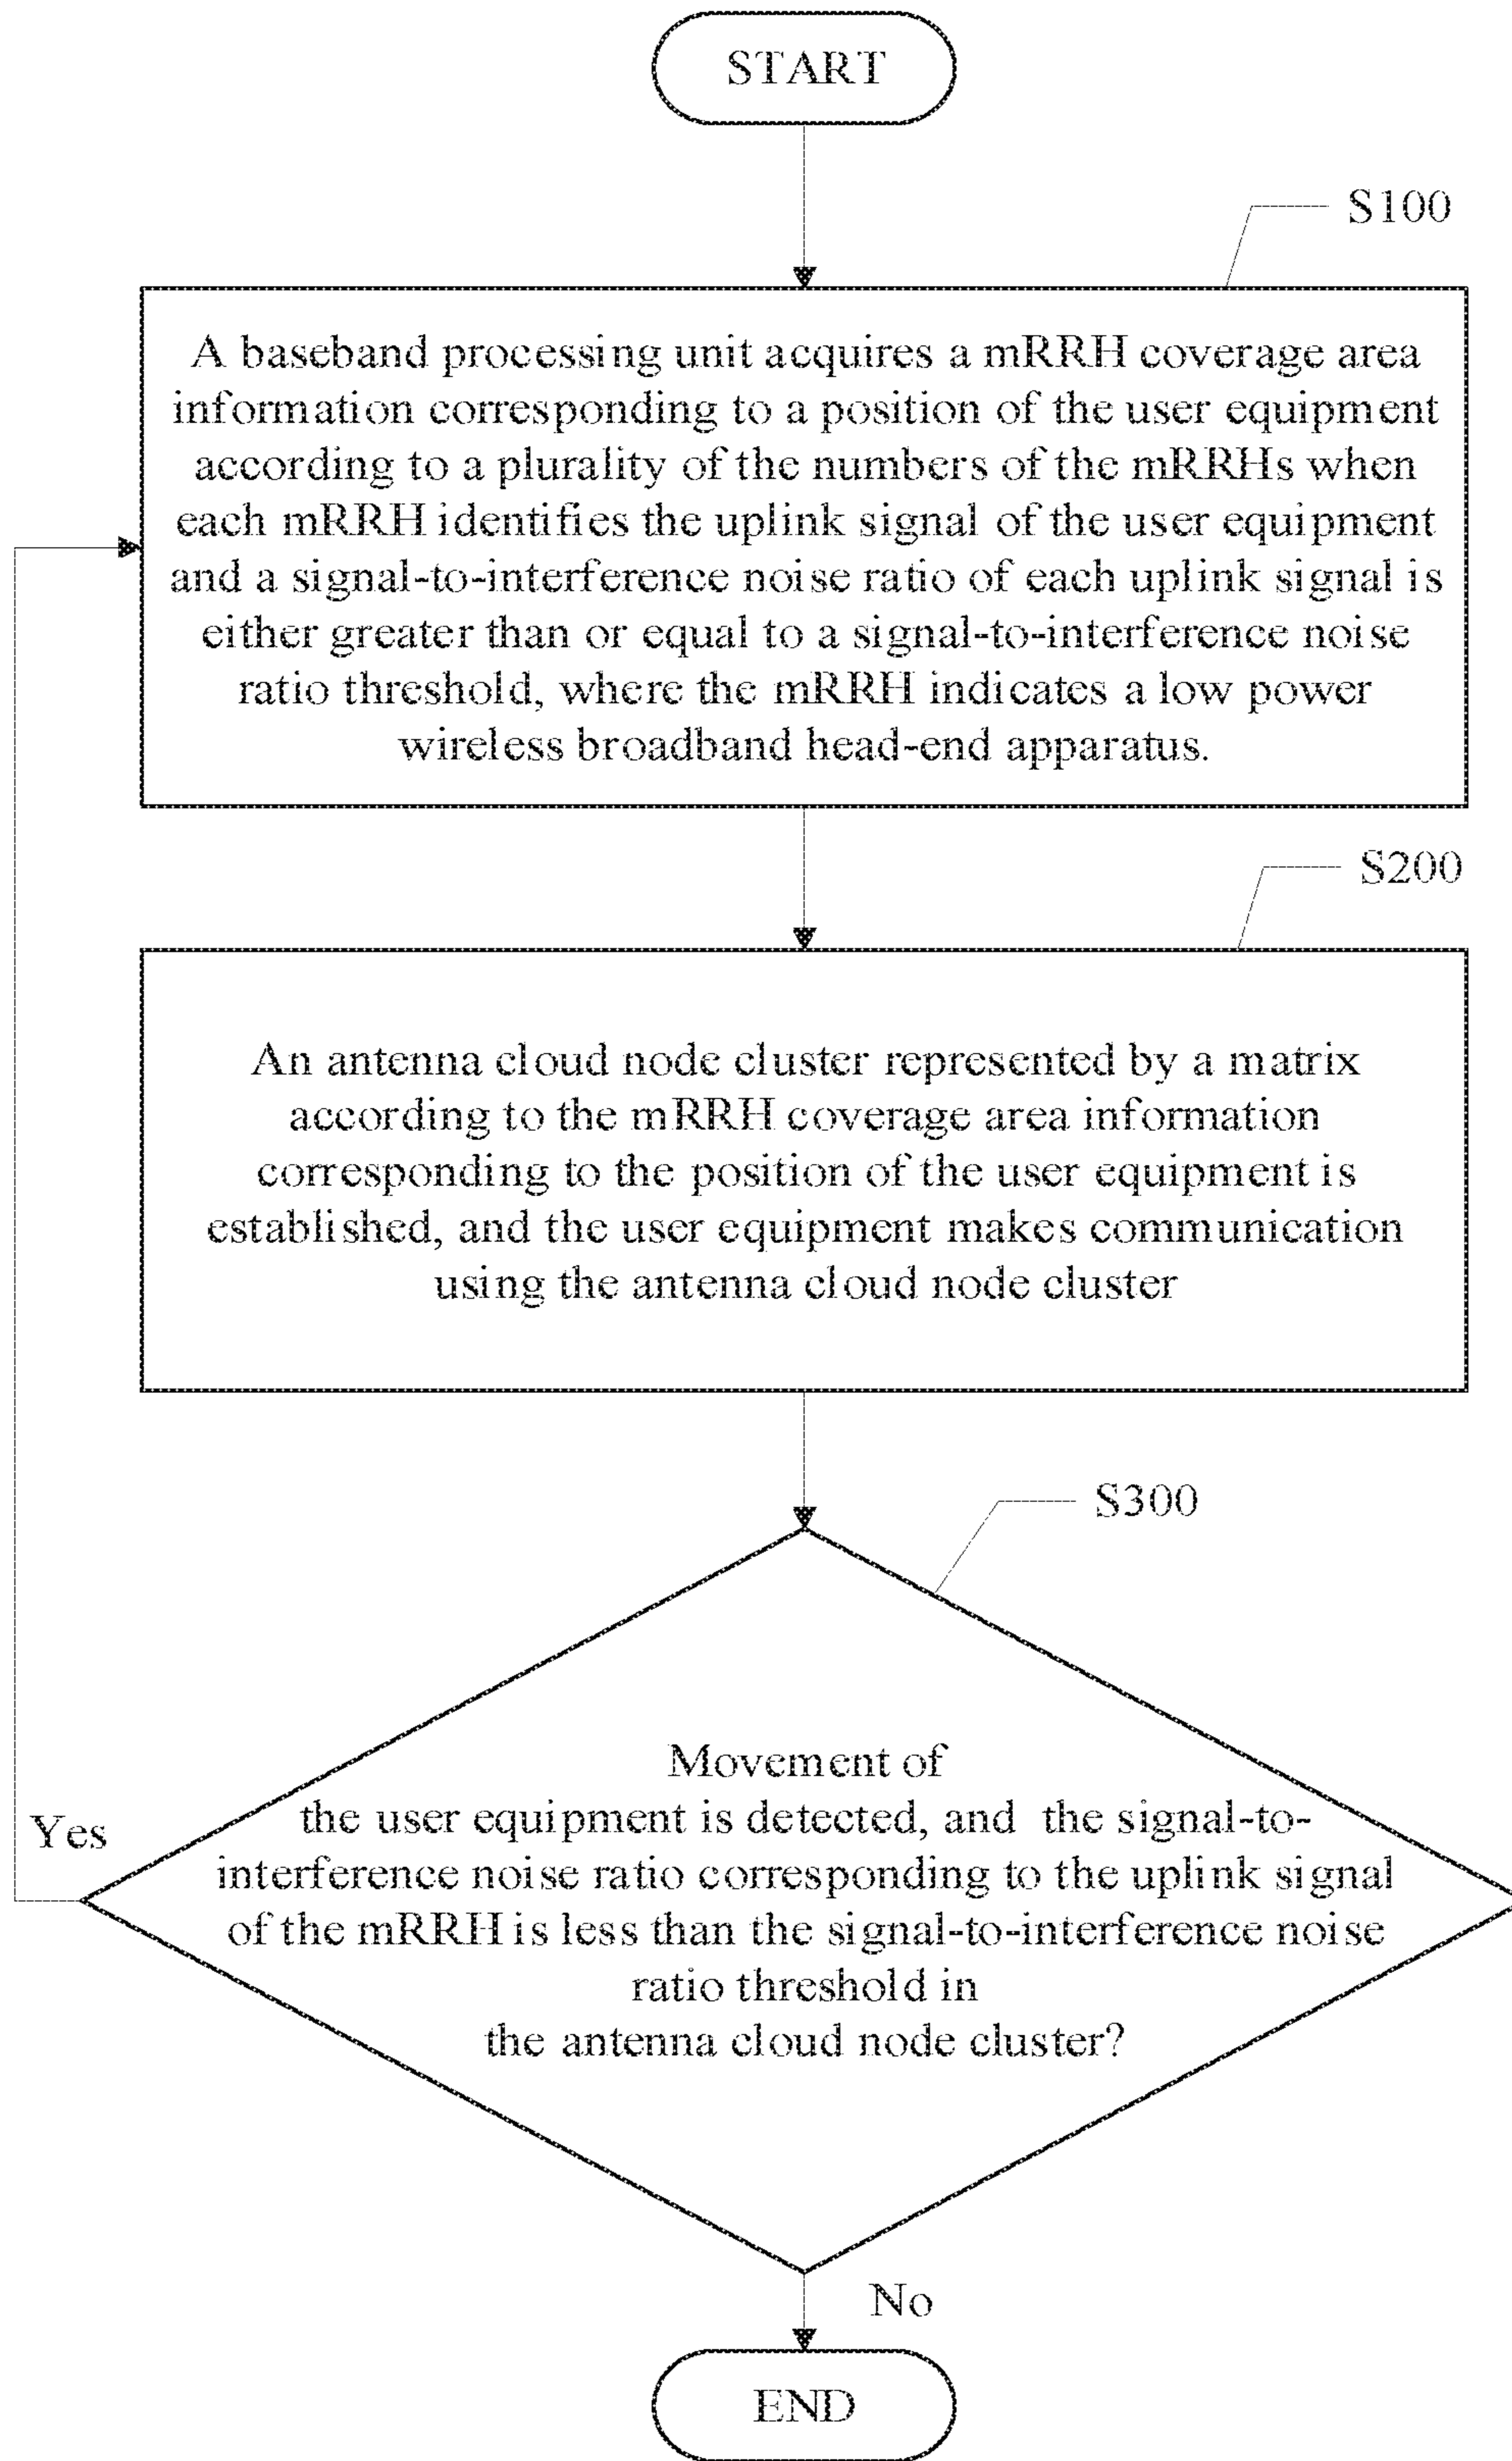 START
S100
A baseband processing unit acquires a mRRH coverage area
information corresponding to a position of the user equipment
according to a plurality of the numbers of the mRRHs when
each mRRH identifies the uplink signal of the user equipment
and a signal-to-interference noise ratio of each uplink signal is
either greater than or equal to a signal-to-interference noise
ratio threshold, where the mRRH indicates a low power
wireless broadband head-end apparatus.
S200
An antenna cloud node cluster represented by a matrix
according to the mRRH coverage area information
corresponding to the position of the user equipment is
established, and the user equipment makes communication
using the antenna cloud node cluster
S300
Movement of
the user equipment is detected, and the signal-to-
interference noise ratio corresponding to the uplink signal
of the mRRH is less than the signal-to-interference noise
ratio threshold in
the antenna cloud node cluster?
Yes
No
END